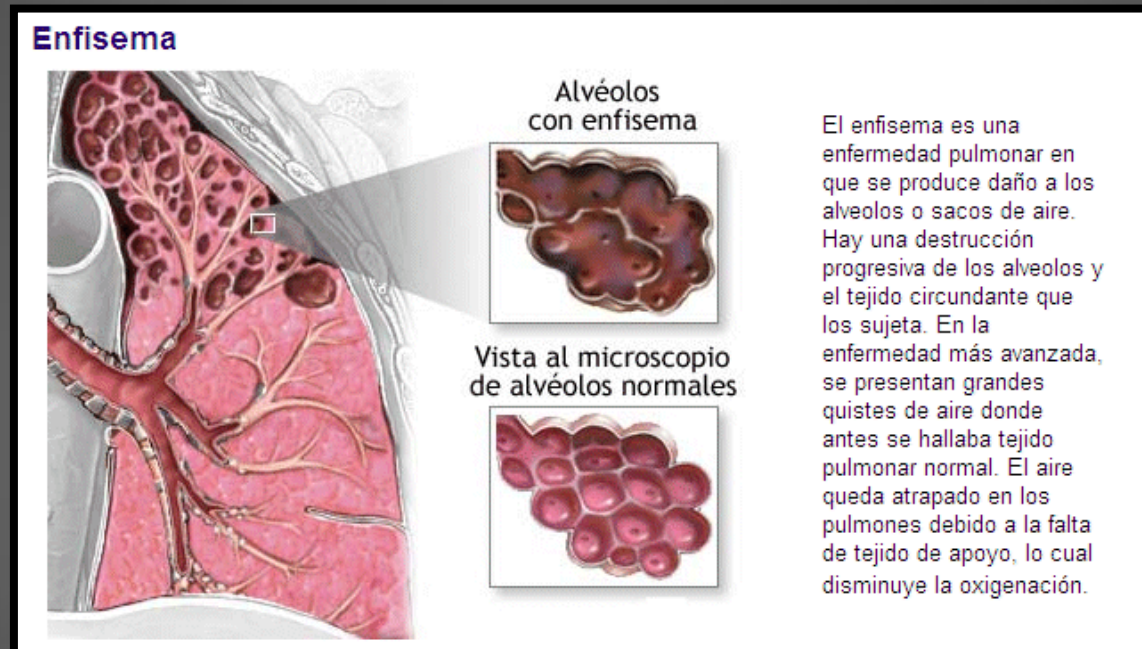 Enfisema
Alvéolos
con enfisema
Vista al microscopio
de alvéolos normales
El enfisema es una
enfermedad pulmonar en
que se produce daño a los
alveolos o sacos de aire.
Hay una destrucción
progresiva de los alveolos y
el tejido circundante que
los sujeta. En la
enfermedad más avanzada,
se presentan grandes
quistes de aire donde
antes se hallaba tejido
pulmonar normal. El aire
queda atrapado en los
pulmones debido a la falta
de tejido de apoyo, lo cual
disminuye la oxigenación.